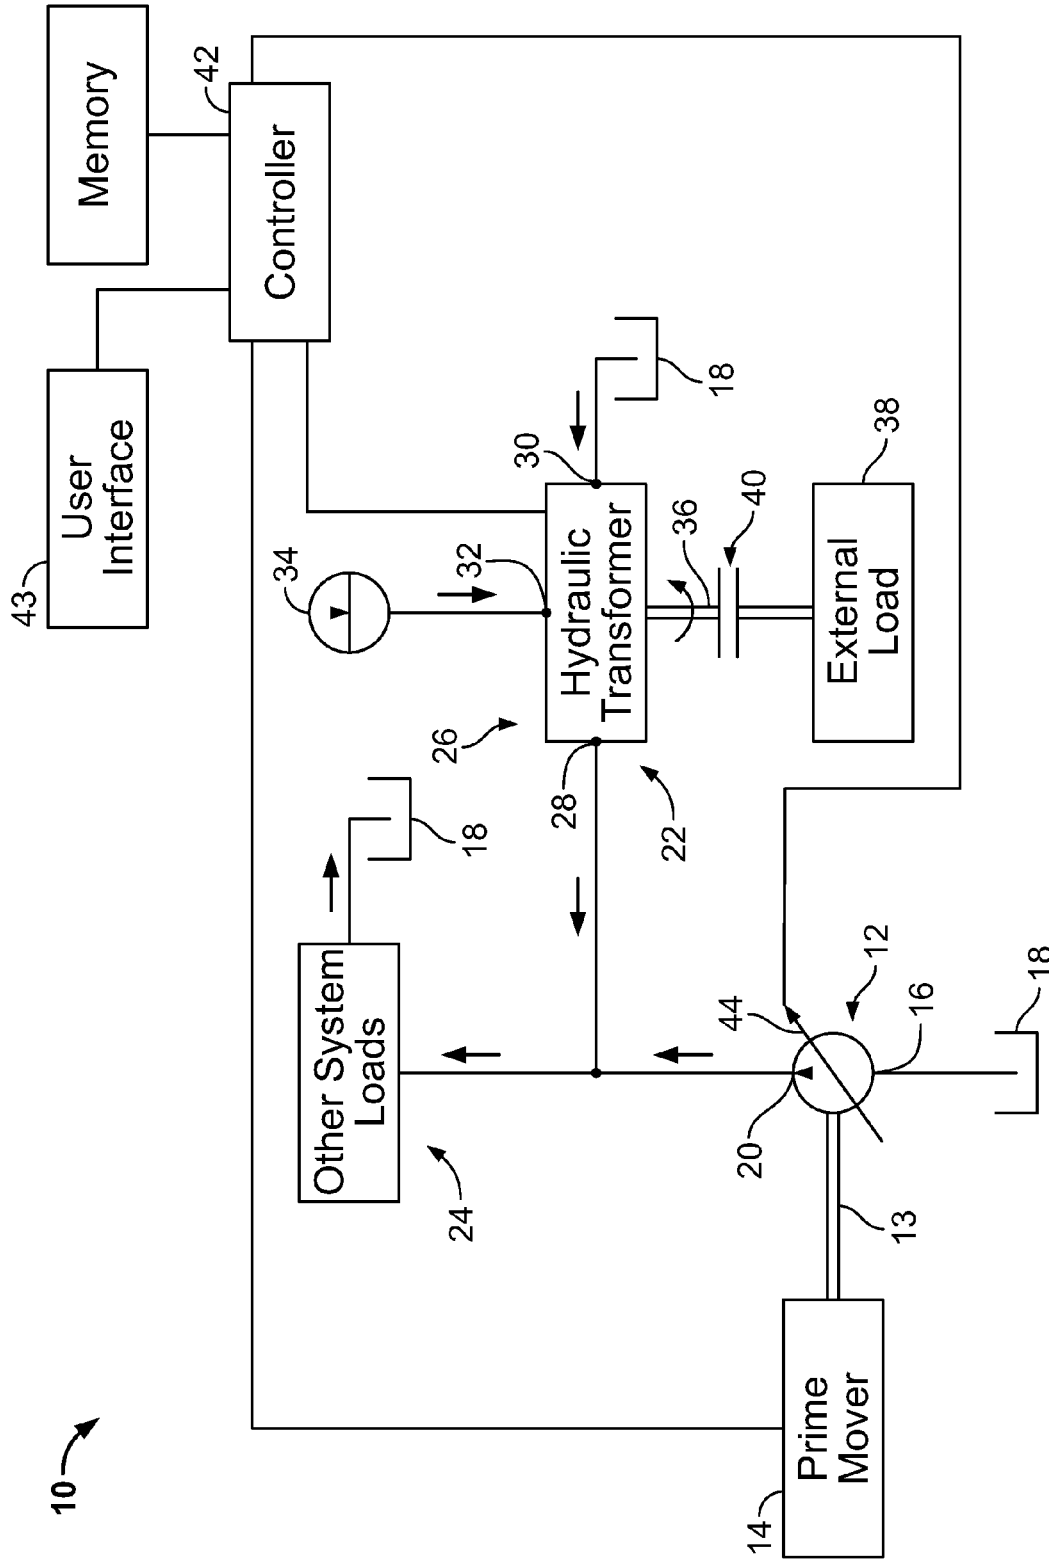 10
14
Prime
Mover
13
20
44
12
16
18
24
Other System
Loads
18
22
28
26
Hydraulic
Transformer
32
34
30
18
36
40
External
Load
38
43
User
Interface
Memory
42
Controller